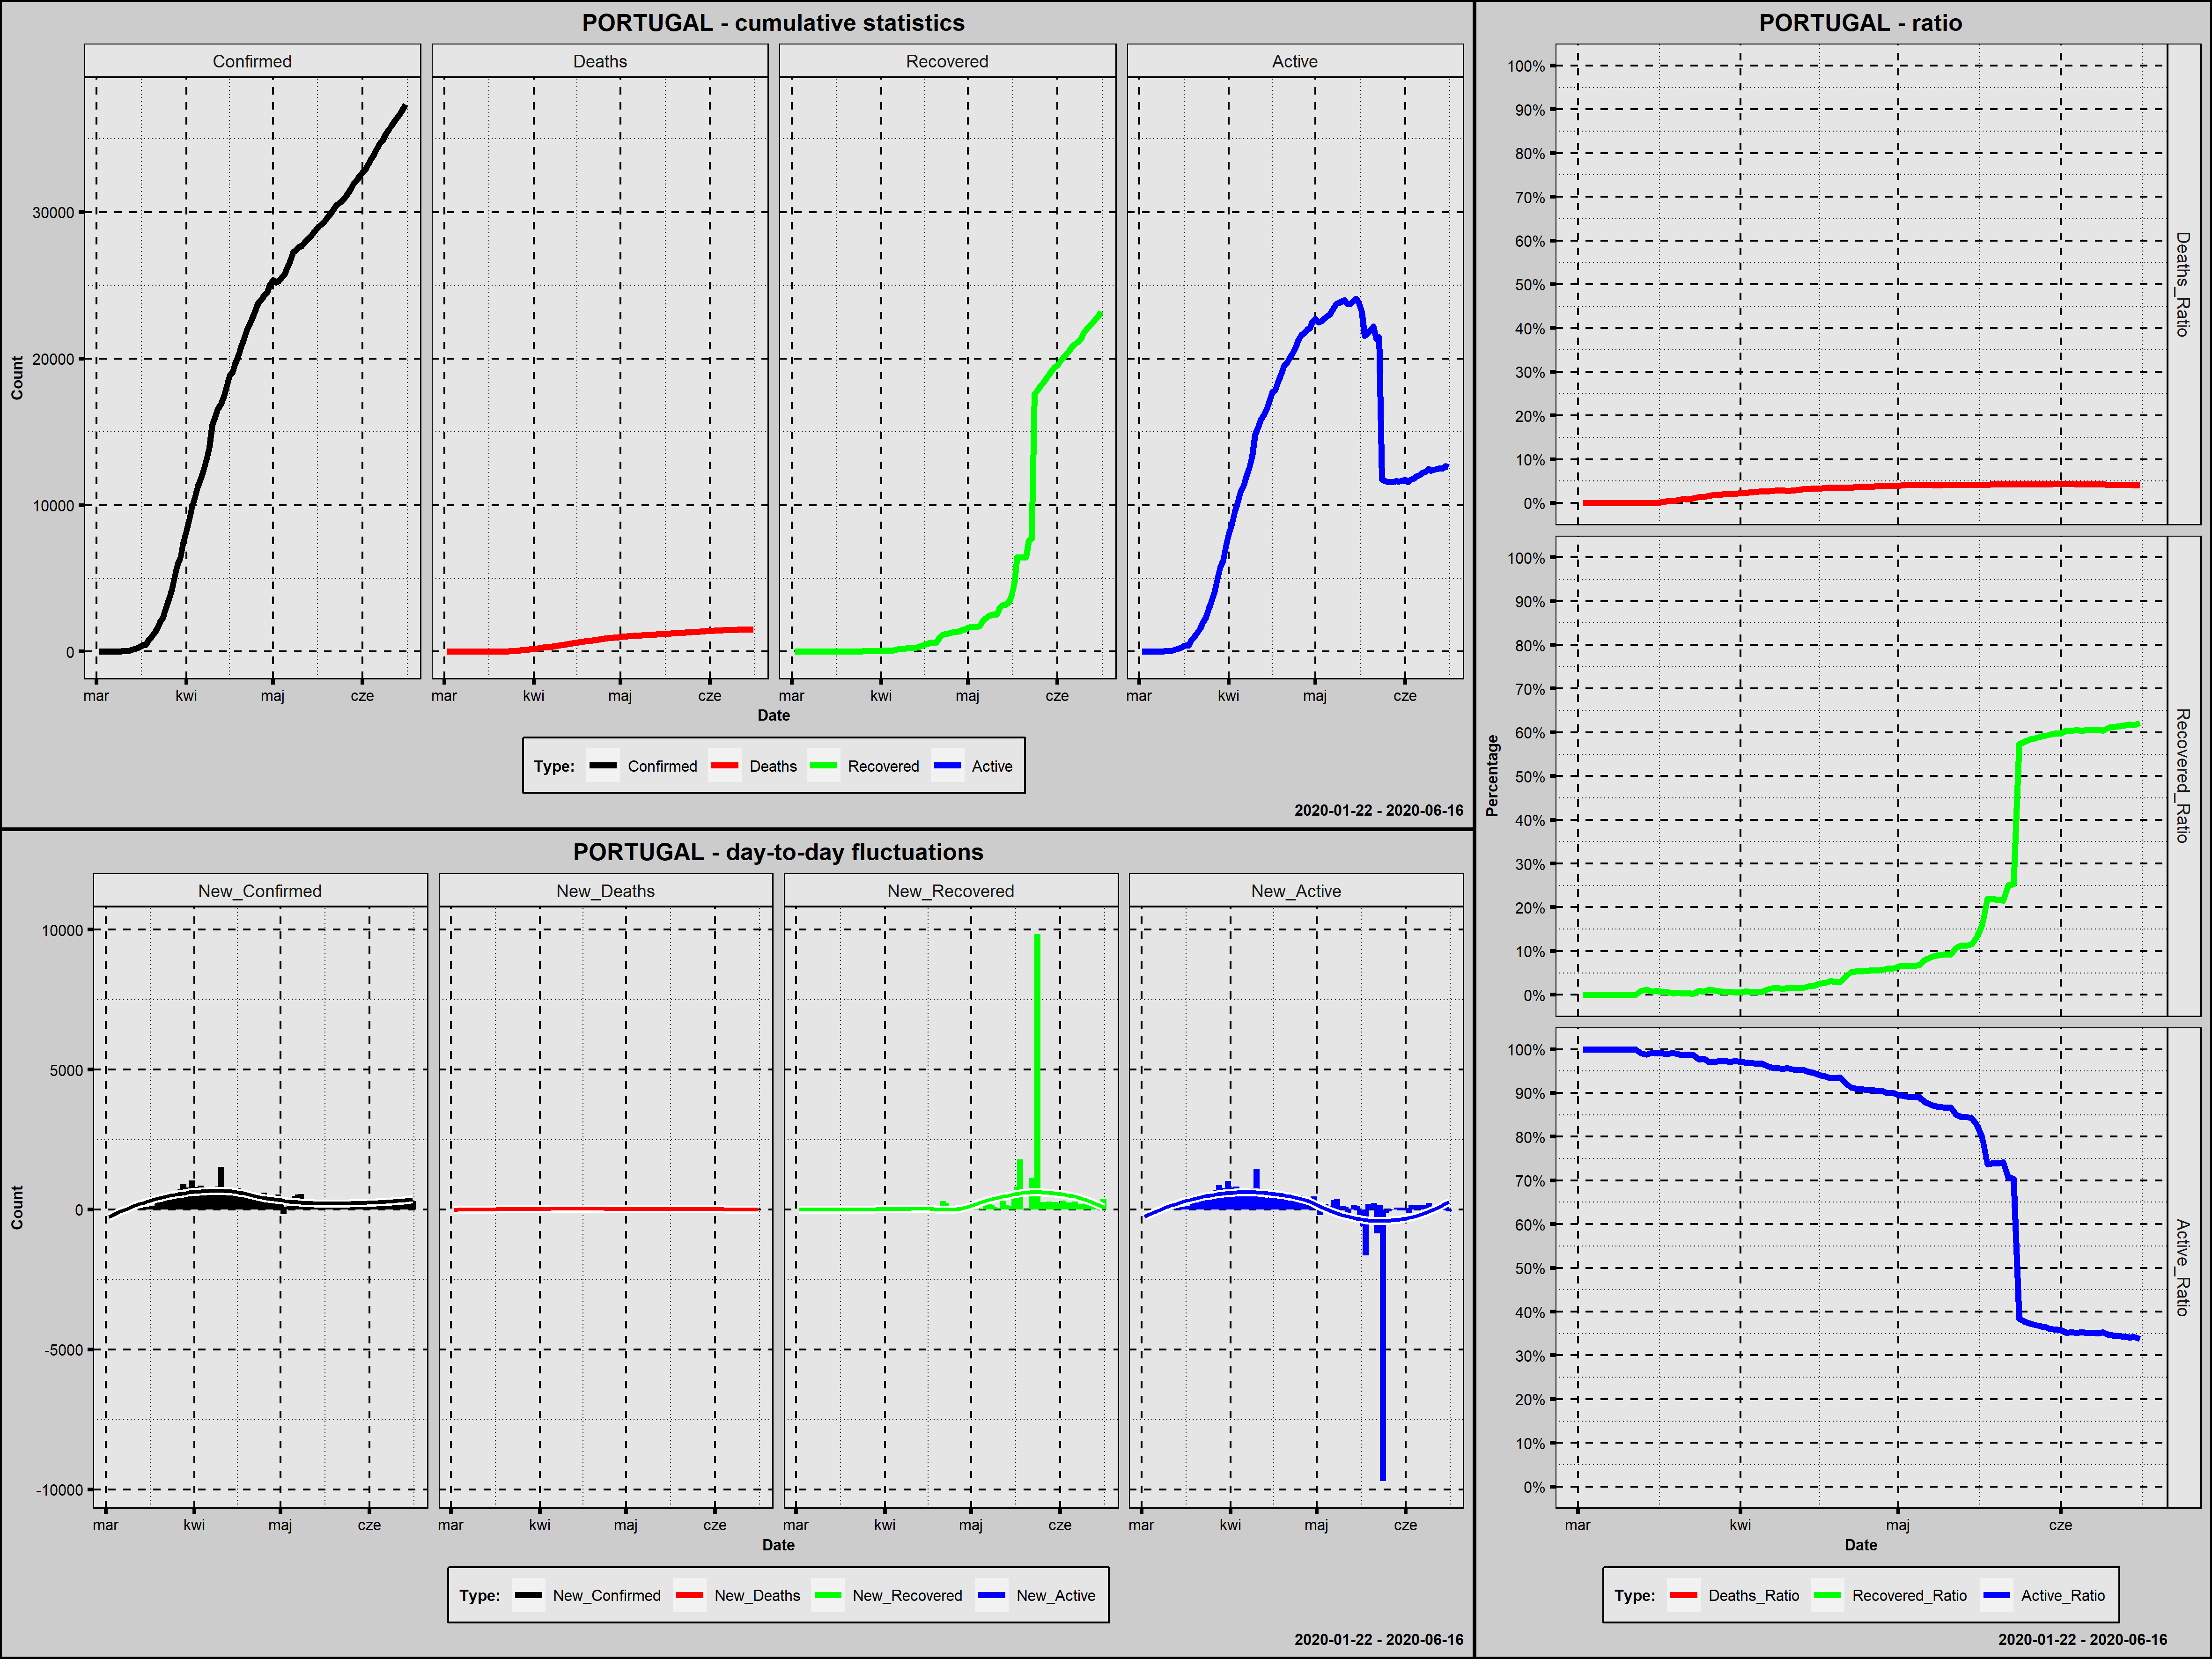 PORTUGAL - cumulative statistics
Confirmed
Deaths
Recovered
Active
Count
30000
20000
10000
0
mar kwi maj cze
mar kwi maj cze
mar kwi maj cze
mar kwi maj cze
Date
Type: Confirmed Deaths Recovered Active
2020-01-22 - 2020-06-16
PORTUGAL - day-to-day fluctuations
New_Confirmed
New_Deaths
New_Recovered
New_Active
Count
10000
5000
0
-5000
-10000
mar kwi maj cze
mar kwi maj cze
mar kwi maj cze
mar kwi maj cze
Date
Type: New_Confirmed New_Deaths New_Recovered New_Active
2020-01-22 - 2020-06-16
PORTUGAL - ratio
Percentage
100%
90%
80%
70%
60%
50%
40%
30%
20%
10%
0%
Deaths_Ratio
100%
90%
80%
70%
60%
50%
40%
30%
20%
10%
0%
Recovered_Ratio
100%
90%
80%
70%
60%
50%
40%
30%
20%
10%
0%
Active_Ratio
mar kwi maj cze
Date
Type: Deaths_Ratio Recovered_Ratio Active_Ratio
2020-01-22 - 2020-06-16